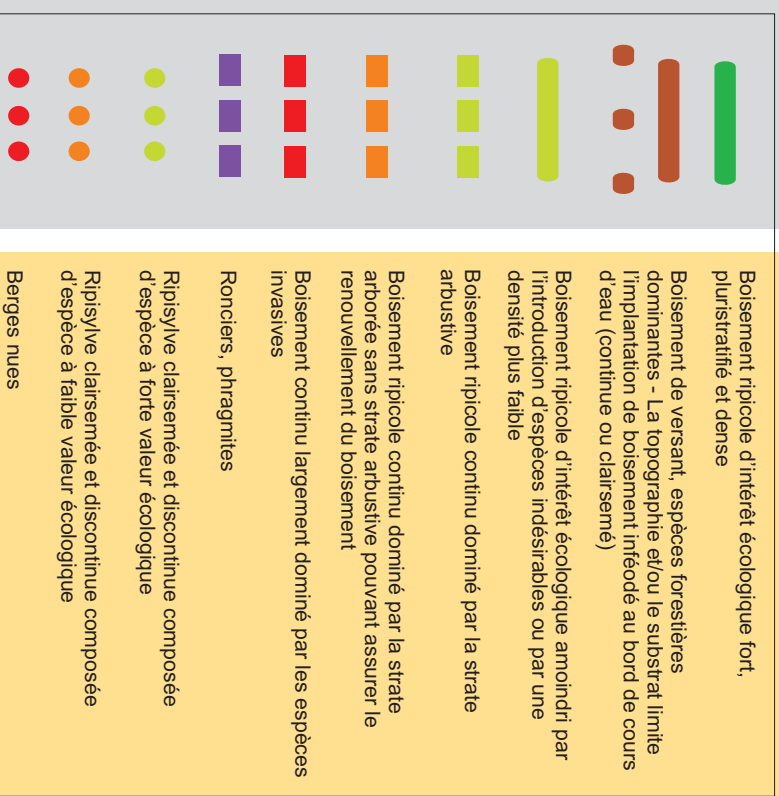 Boisement ripicole d'intérêt écologique fort,
pluristratifié et dense
Boisement de versant, espèces forestières
dominantes - La topographie et/ou le substrat limite
l'implantation de boisement inféodé au bord de cours
d'eau (continue ou clairsemé)
Boisement ripicole d'intérêt écologique amoindri par
l'introduction d'espèces indésirables ou par une
densité plus faible
Boisement ripicole continu dominé par la strate
arbustive
Boisement ripicole continu dominé par la strate
arborée sans strate arbustive pouvant assurer le
renouvellement du boisement
Boisement continu largement dominé par les espèces
invasives
Ronciers, phragmites
Ripisylve clairsemée et discontinue composée
d'espèce à forte valeur écologique
Ripisylve clairsemée et discontinue composée
d'espèce à faible valeur écologique
Berges nues